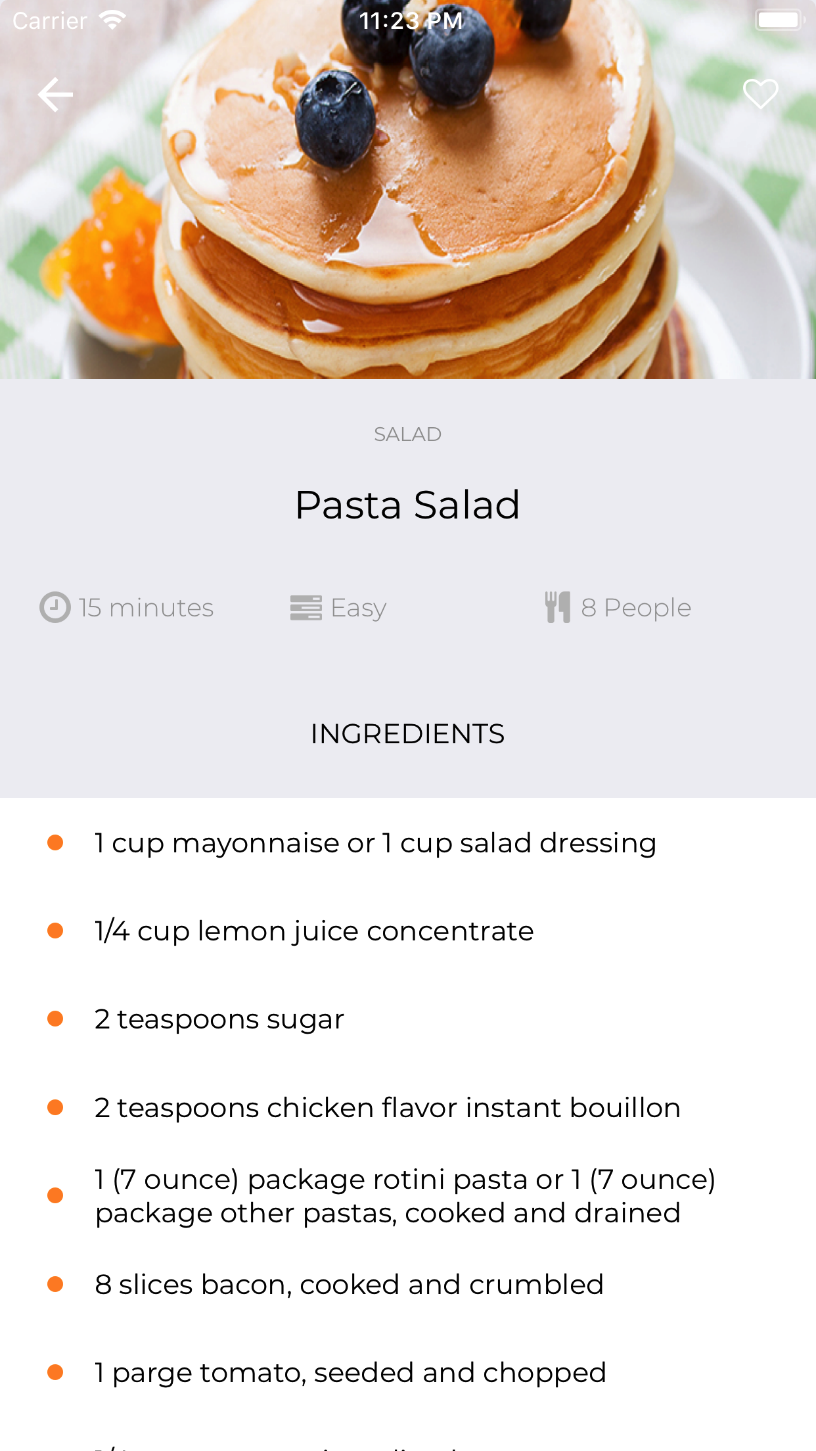 Carrier 11:23 PM
SALAD
Pasta Salad
15 minutes Easy 8 People
INGREDIENTS
1 cup mayonnaise or 1 cup salad dressing
1/4 cup lemon juice concentrate
2 teaspoons sugar
2 teaspoons chicken flavor instant bouillon
1 (7 ounce) package rotini pasta or 1 (7 ounce)
package other pastas, cooked and drained
8 slices bacon, cooked and crumbled
1 parge tomato, seeded and chopped